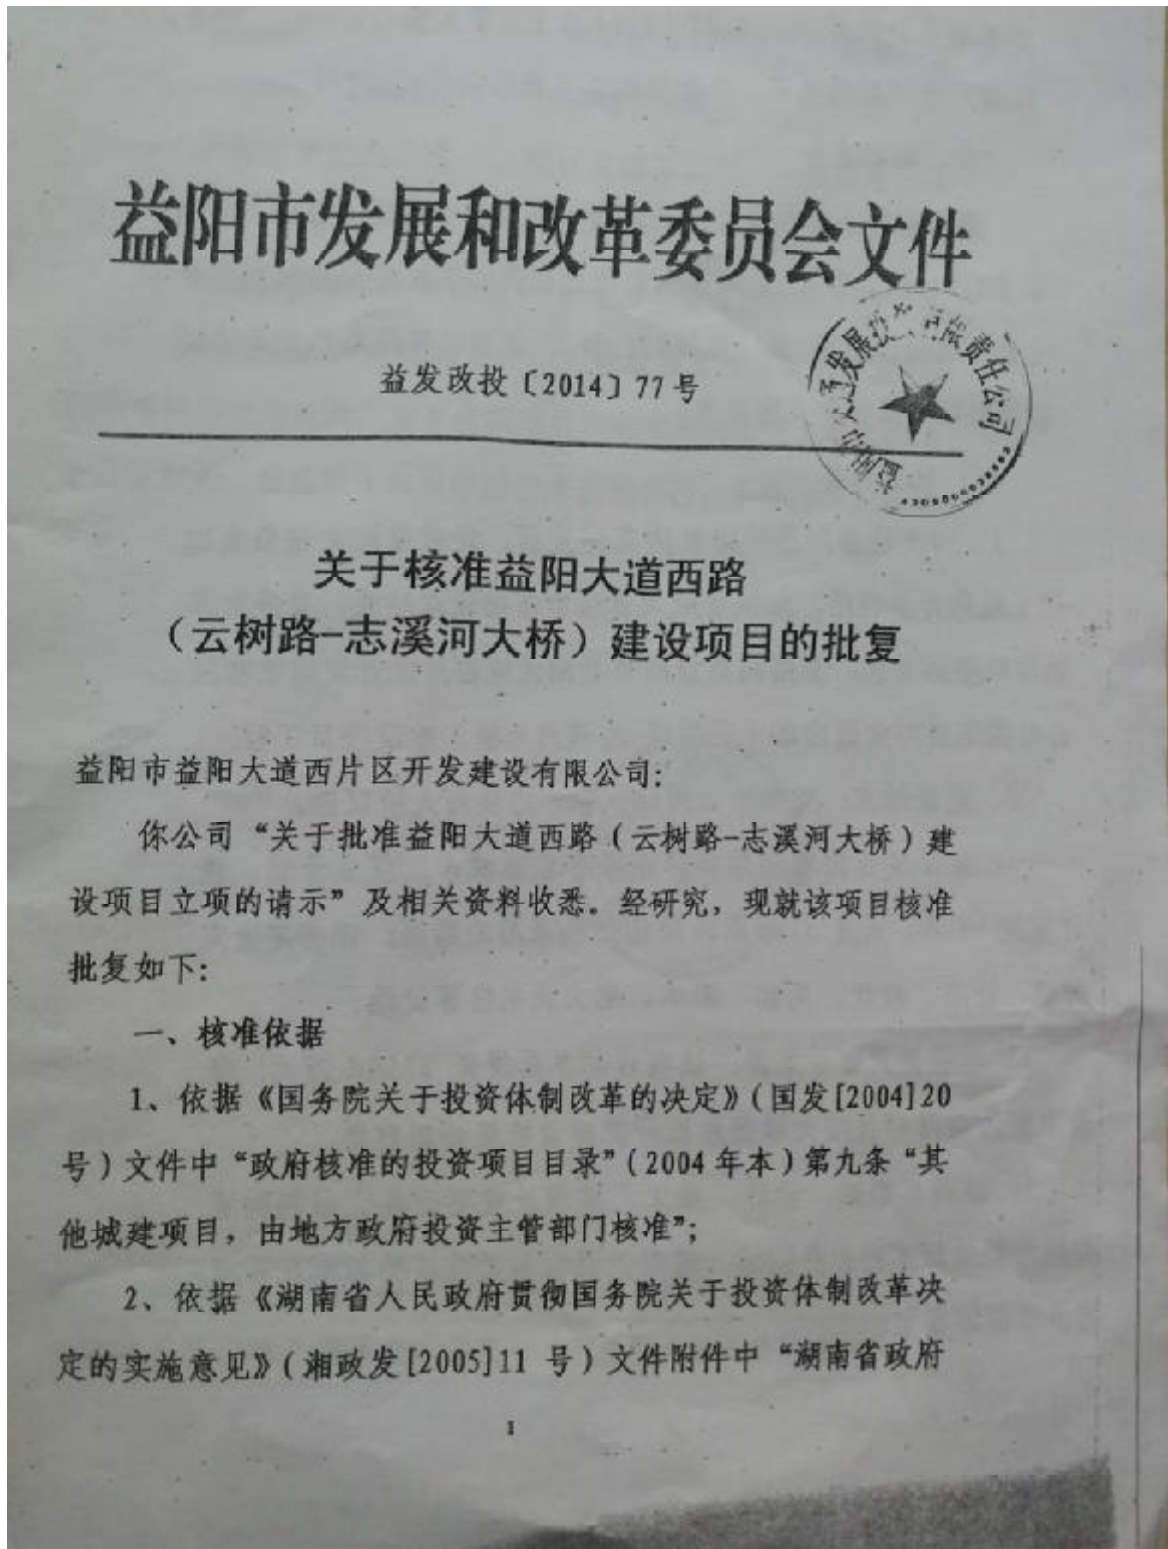 益阳市发展和改革委员会文件
益发改投〔2014〕77号
发展投 有限责任公司
关于核准益阳大道西路
（云树路-志溪河大桥）建设项目的批复
益阳市益阳大道西片区开发建设有限公司:
你公司“关于批准益阳大道西路（云树路-志溪河大桥）建
设项目立项的请示”及相关资料收悉。经研究，现就该项目核准
批复如下:
一、核准依据
1、依据《国务院关于投资体制改革的决定》（国发[2004]20
号）文件中“政府核准的投资项目目录”（2004年本）第九条“其
他城建项目，由地方政府投资主管部门核准”;
2、依据《湖南省人民政府贯彻国务院关于投资体制改革决
定的实施意见》（湘政发[2005]11 号）文件附件中“湖南省政府
1